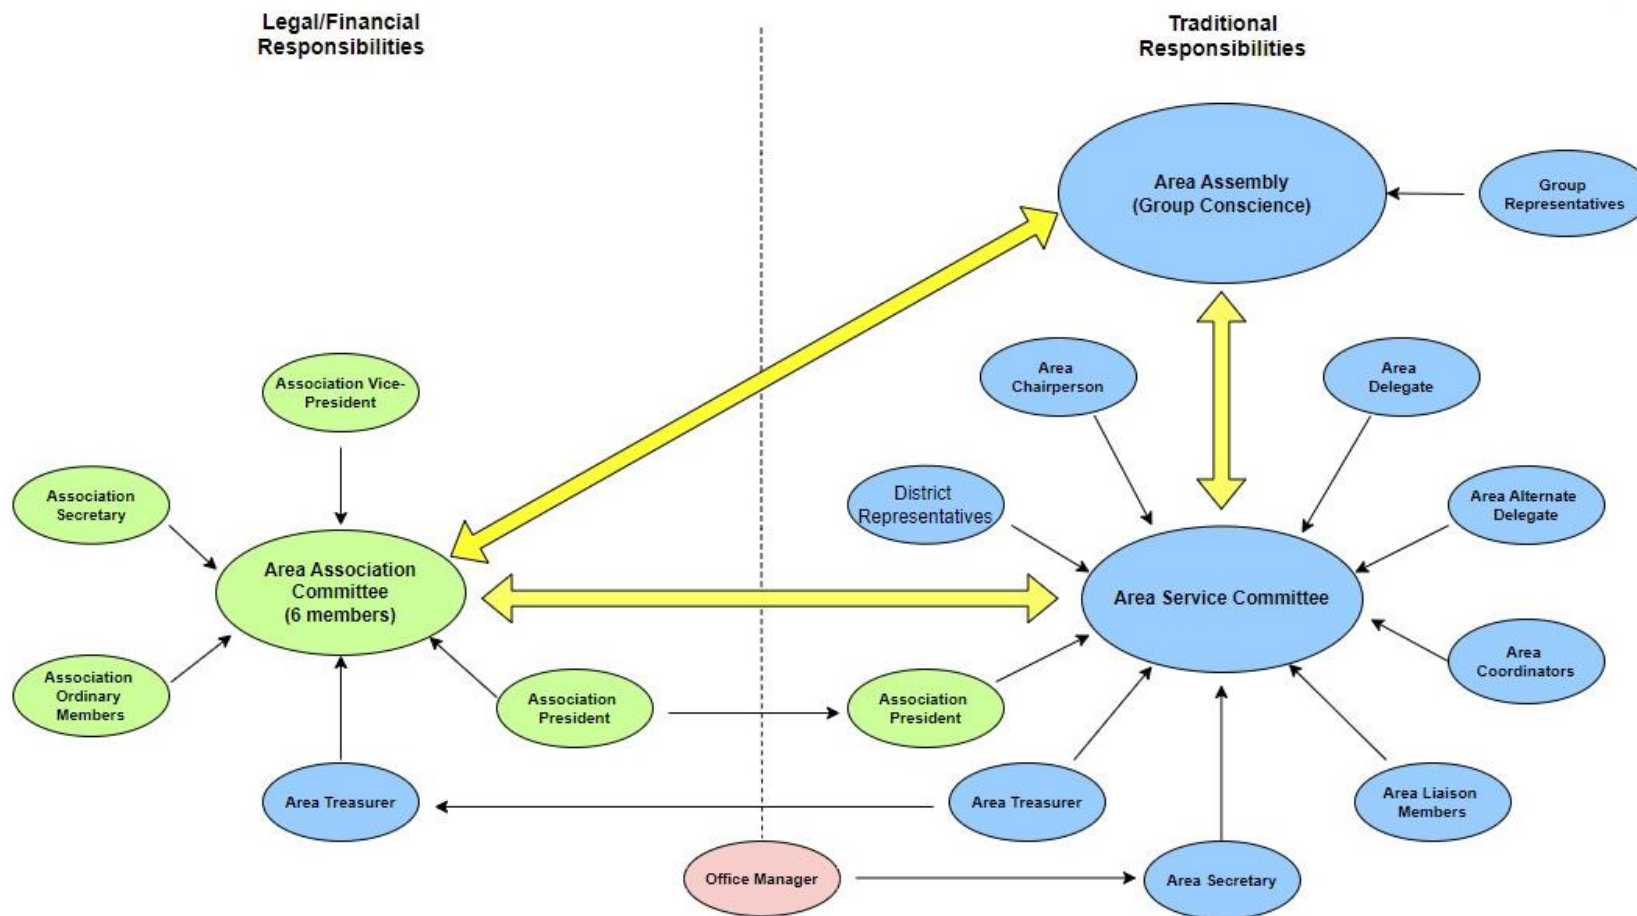 Legal/Financial
Responsibilities
Traditional
Responsibilities
Area Assembly
(Group Conscience)
Group
Representatives
Association Vice-
President
Area
Chairperson
Area
Delegate
Association
Secretary
District
Representatives
Area Alternate
Delegate
Area Association
Committee
(6 members)
Area Service Committee
Area
Coordinators
Association
Ordinary
Members
Association
President
Association
President
Area Treasurer
Area Treasurer
Area Liaison
Members
Office Manager
Area Secretary